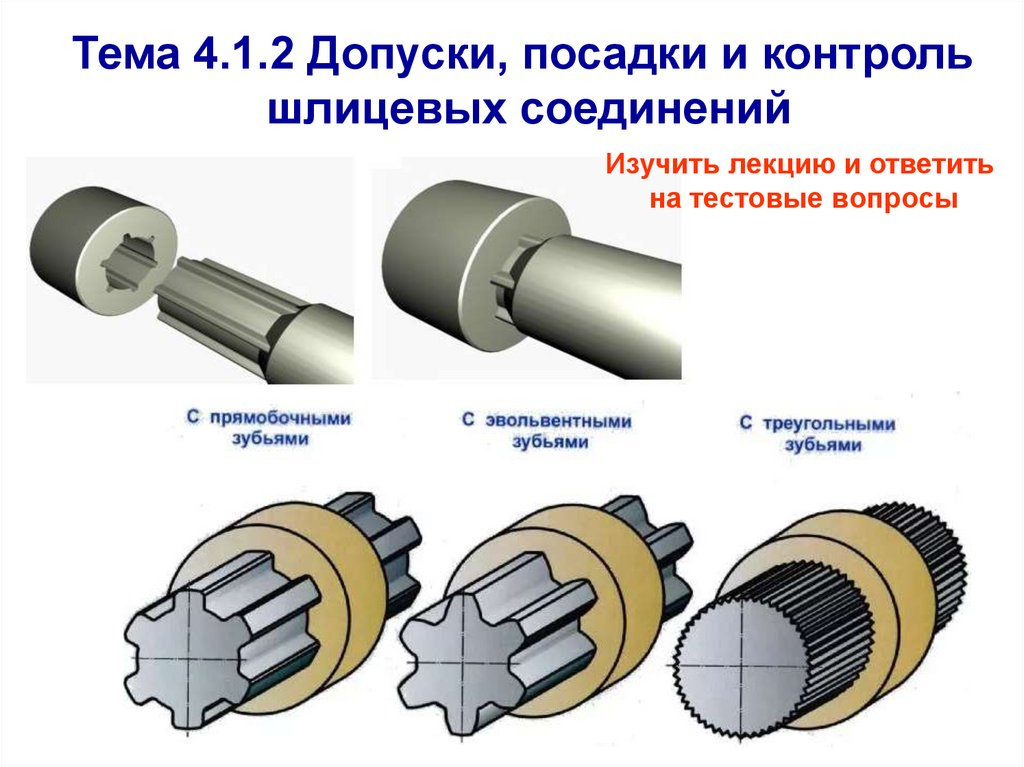 Тема 4.1.2 Допуски, посадки и контроль
шлицевых соединений
Изучить лекцию и ответить
на тестовые вопросы
С прямобочными
зубьями
С эвольвентными
зубьями
С треугольными
зубьями